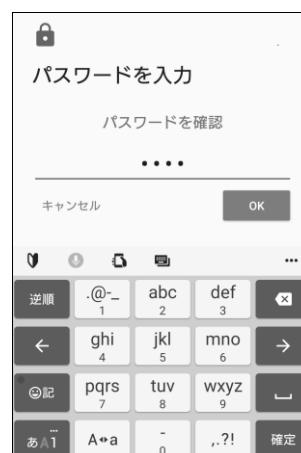 パスワードを入力
パスワードを確認
••••
キャンセル OK
逆順 .@-_ abc def
1 2 3
← ghi jkl mno →
4 5 6
☺記 pqrs tuv wxyz
7 8 9
あA1 A⇔a - ,.?! 確定
0